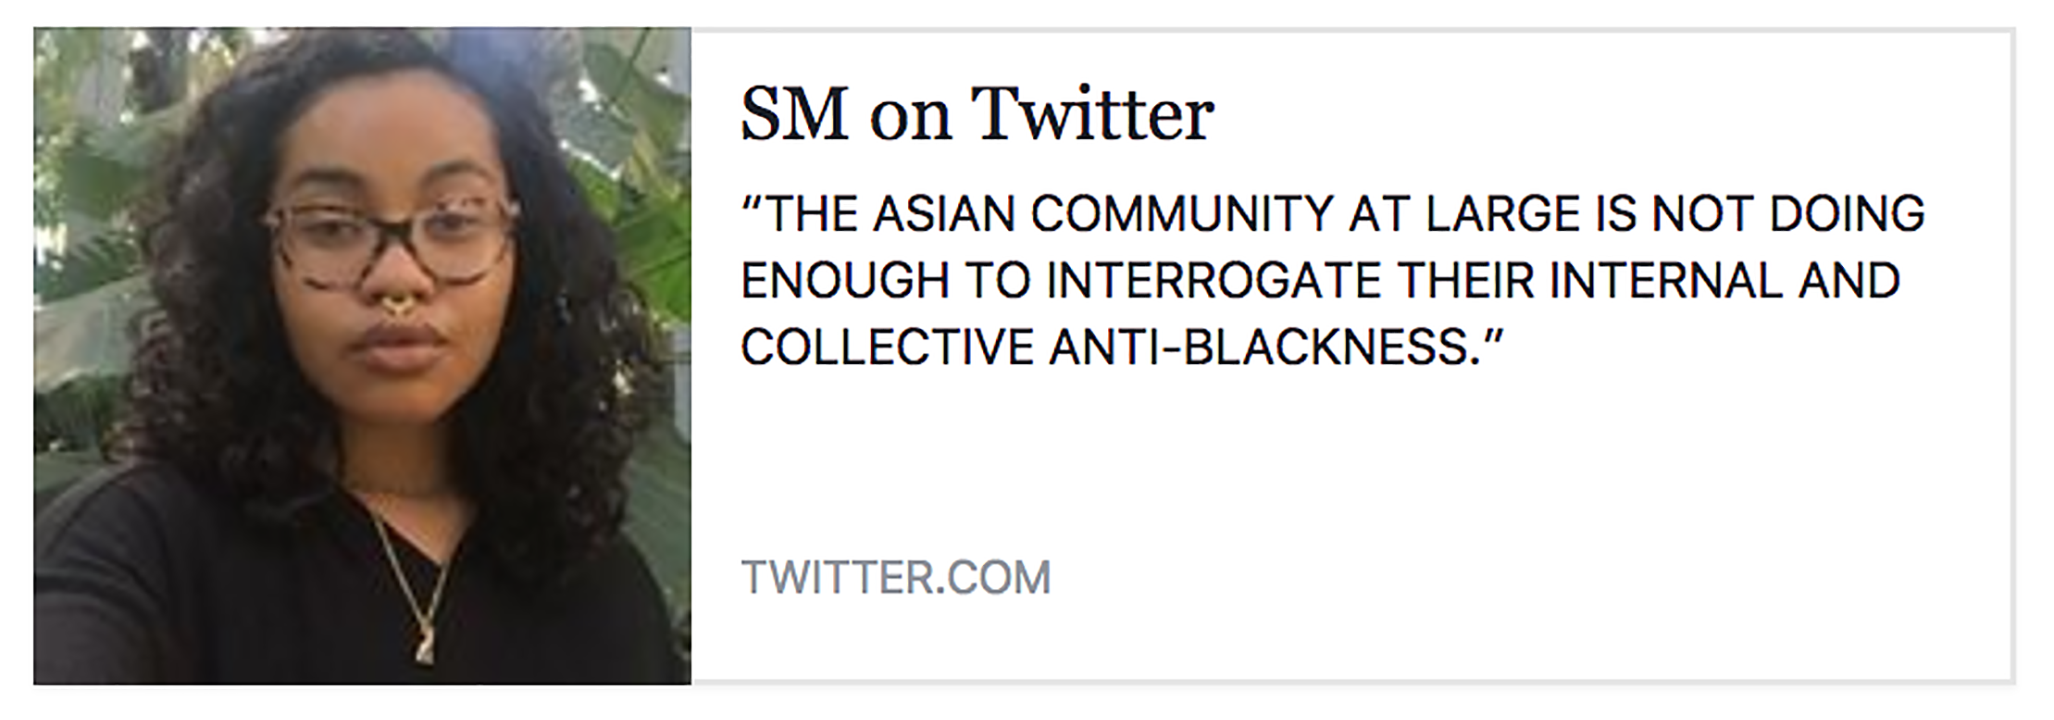 SM on Twitter
“THE ASIAN COMMUNITY AT LARGE IS NOT DOING
ENOUGH TO INTERROGATE THEIR INTERNAL AND
COLLECTIVE ANTI-BLACKNESS.”
TWITTER.COM